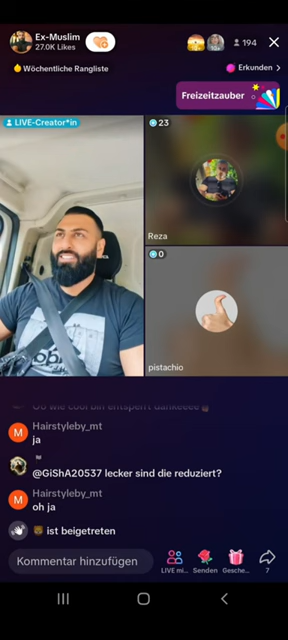 Ex-Muslim
27.0K Likes
194
Wöchentliche Rangliste
Erkunden >
Freizeitzauber
LIVE-Creator*in
23
Reza
0
pistachio
Hairstyleby_mt
ja
@GiShA20537 lecker sind die reduziert?
Hairstyleby_mt
oh ja
ist beigetreten
Kommentar hinzufügen
LIVE mi...
Senden
Gesche...
7